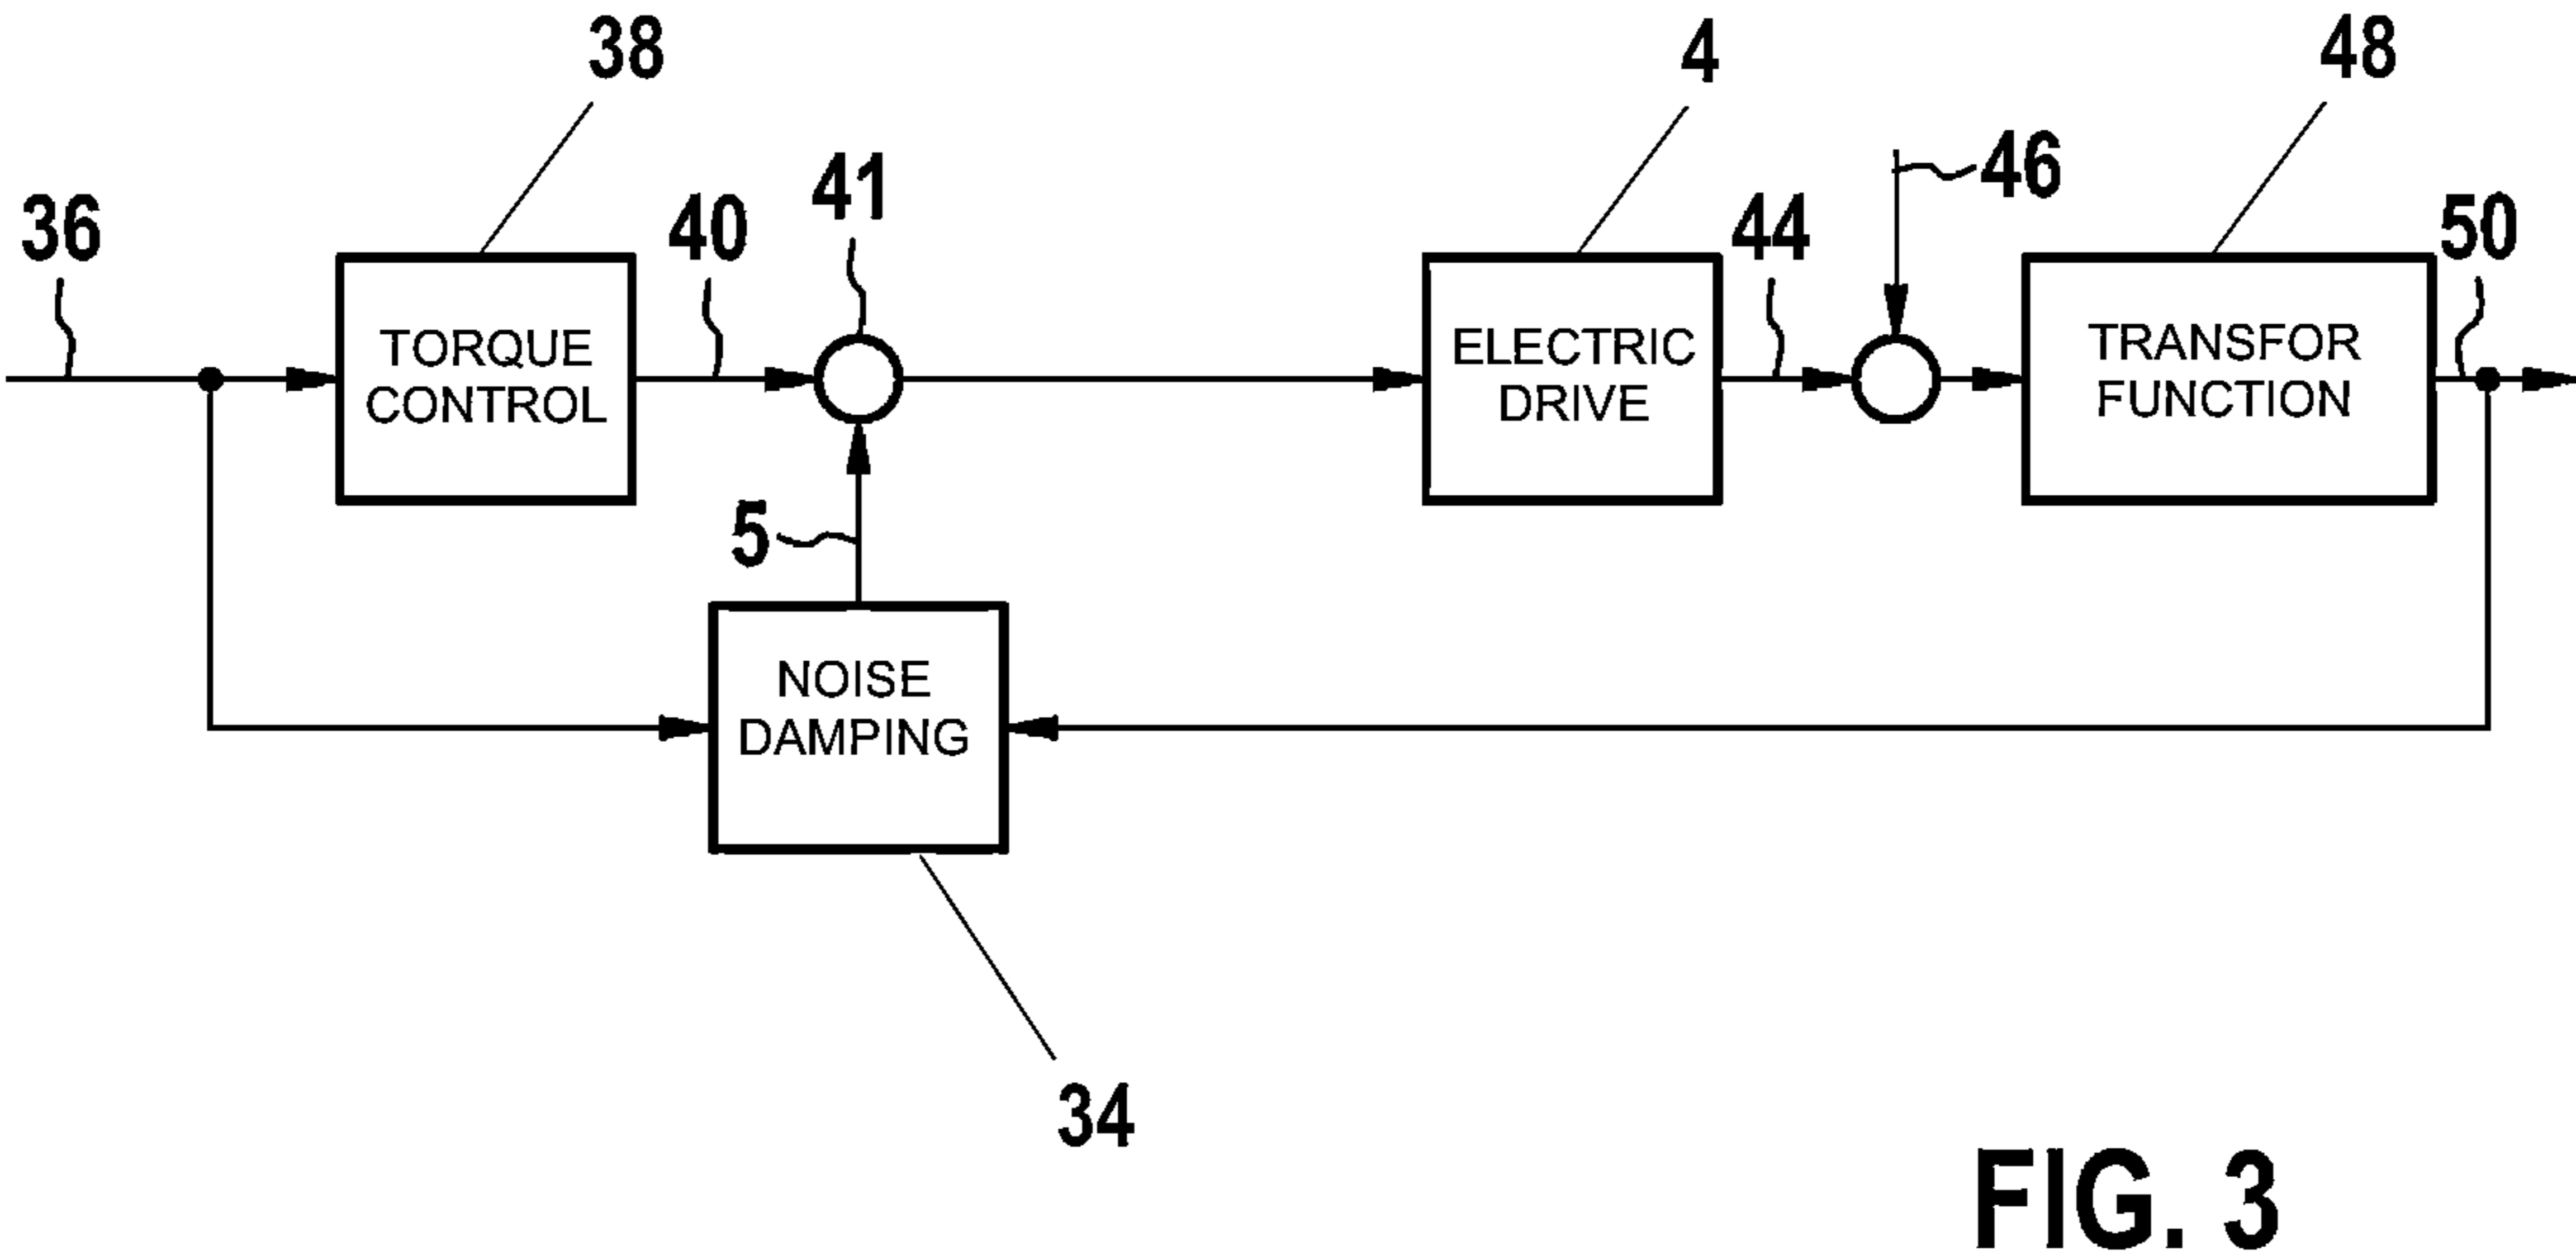 38
4
48
36
40
41
44
46
50
TORQUE
CONTROL
ELECTRIC
DRIVE
TRANSFOR
FUNCTION
5
NOISE
DAMPING
34
FIG. 3